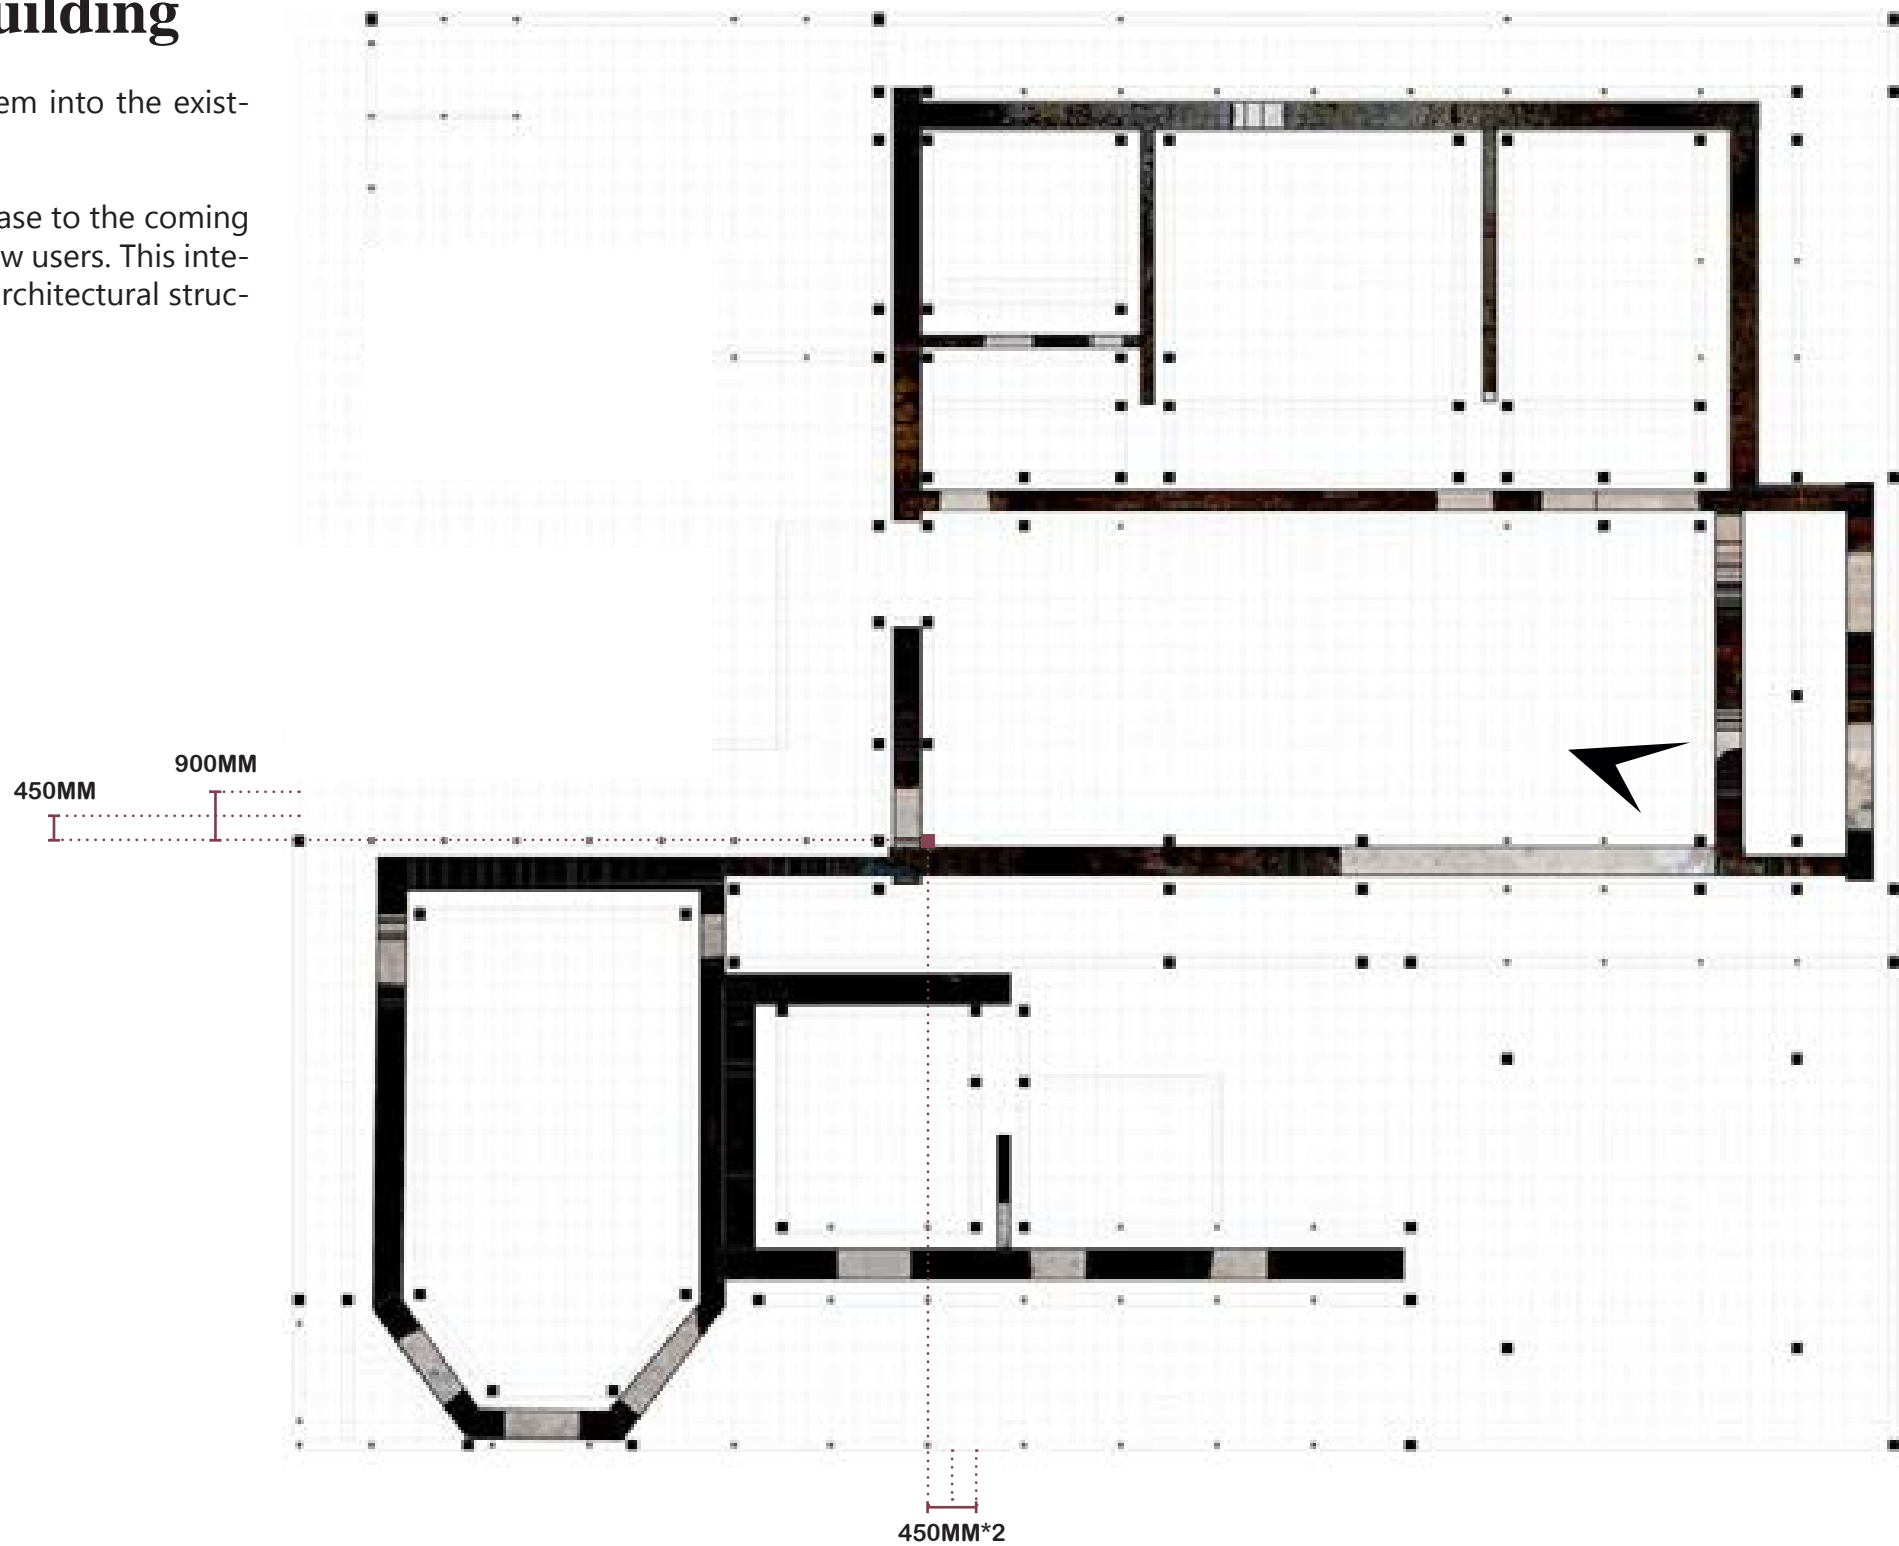 uilding
em into the exist-
ase to the coming
w users. This inte-
rchitectural struc-
900MM
450MM
450MM*2